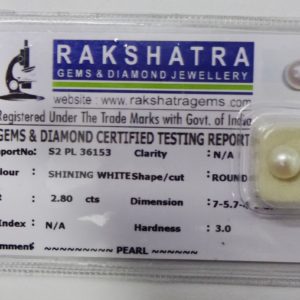 RAKSHATRA
GEMS & DIAMOND JEWELLERY
website : www.rakshatragems.com
Registered Under The Trade Marks with Govt. of India
GEMS & DIAMOND CERTIFIED TESTING REPORT
portNo: S2 PL 36153 Clarity : N/A
lour : SHINING WHITE Shape/cut : ROUND
: 2.80 cts Dimension : 7-5.7-
Index : N/A Hardness : 3.0
mment : ~~~~~~~~~ PEARL ~~~~~~~